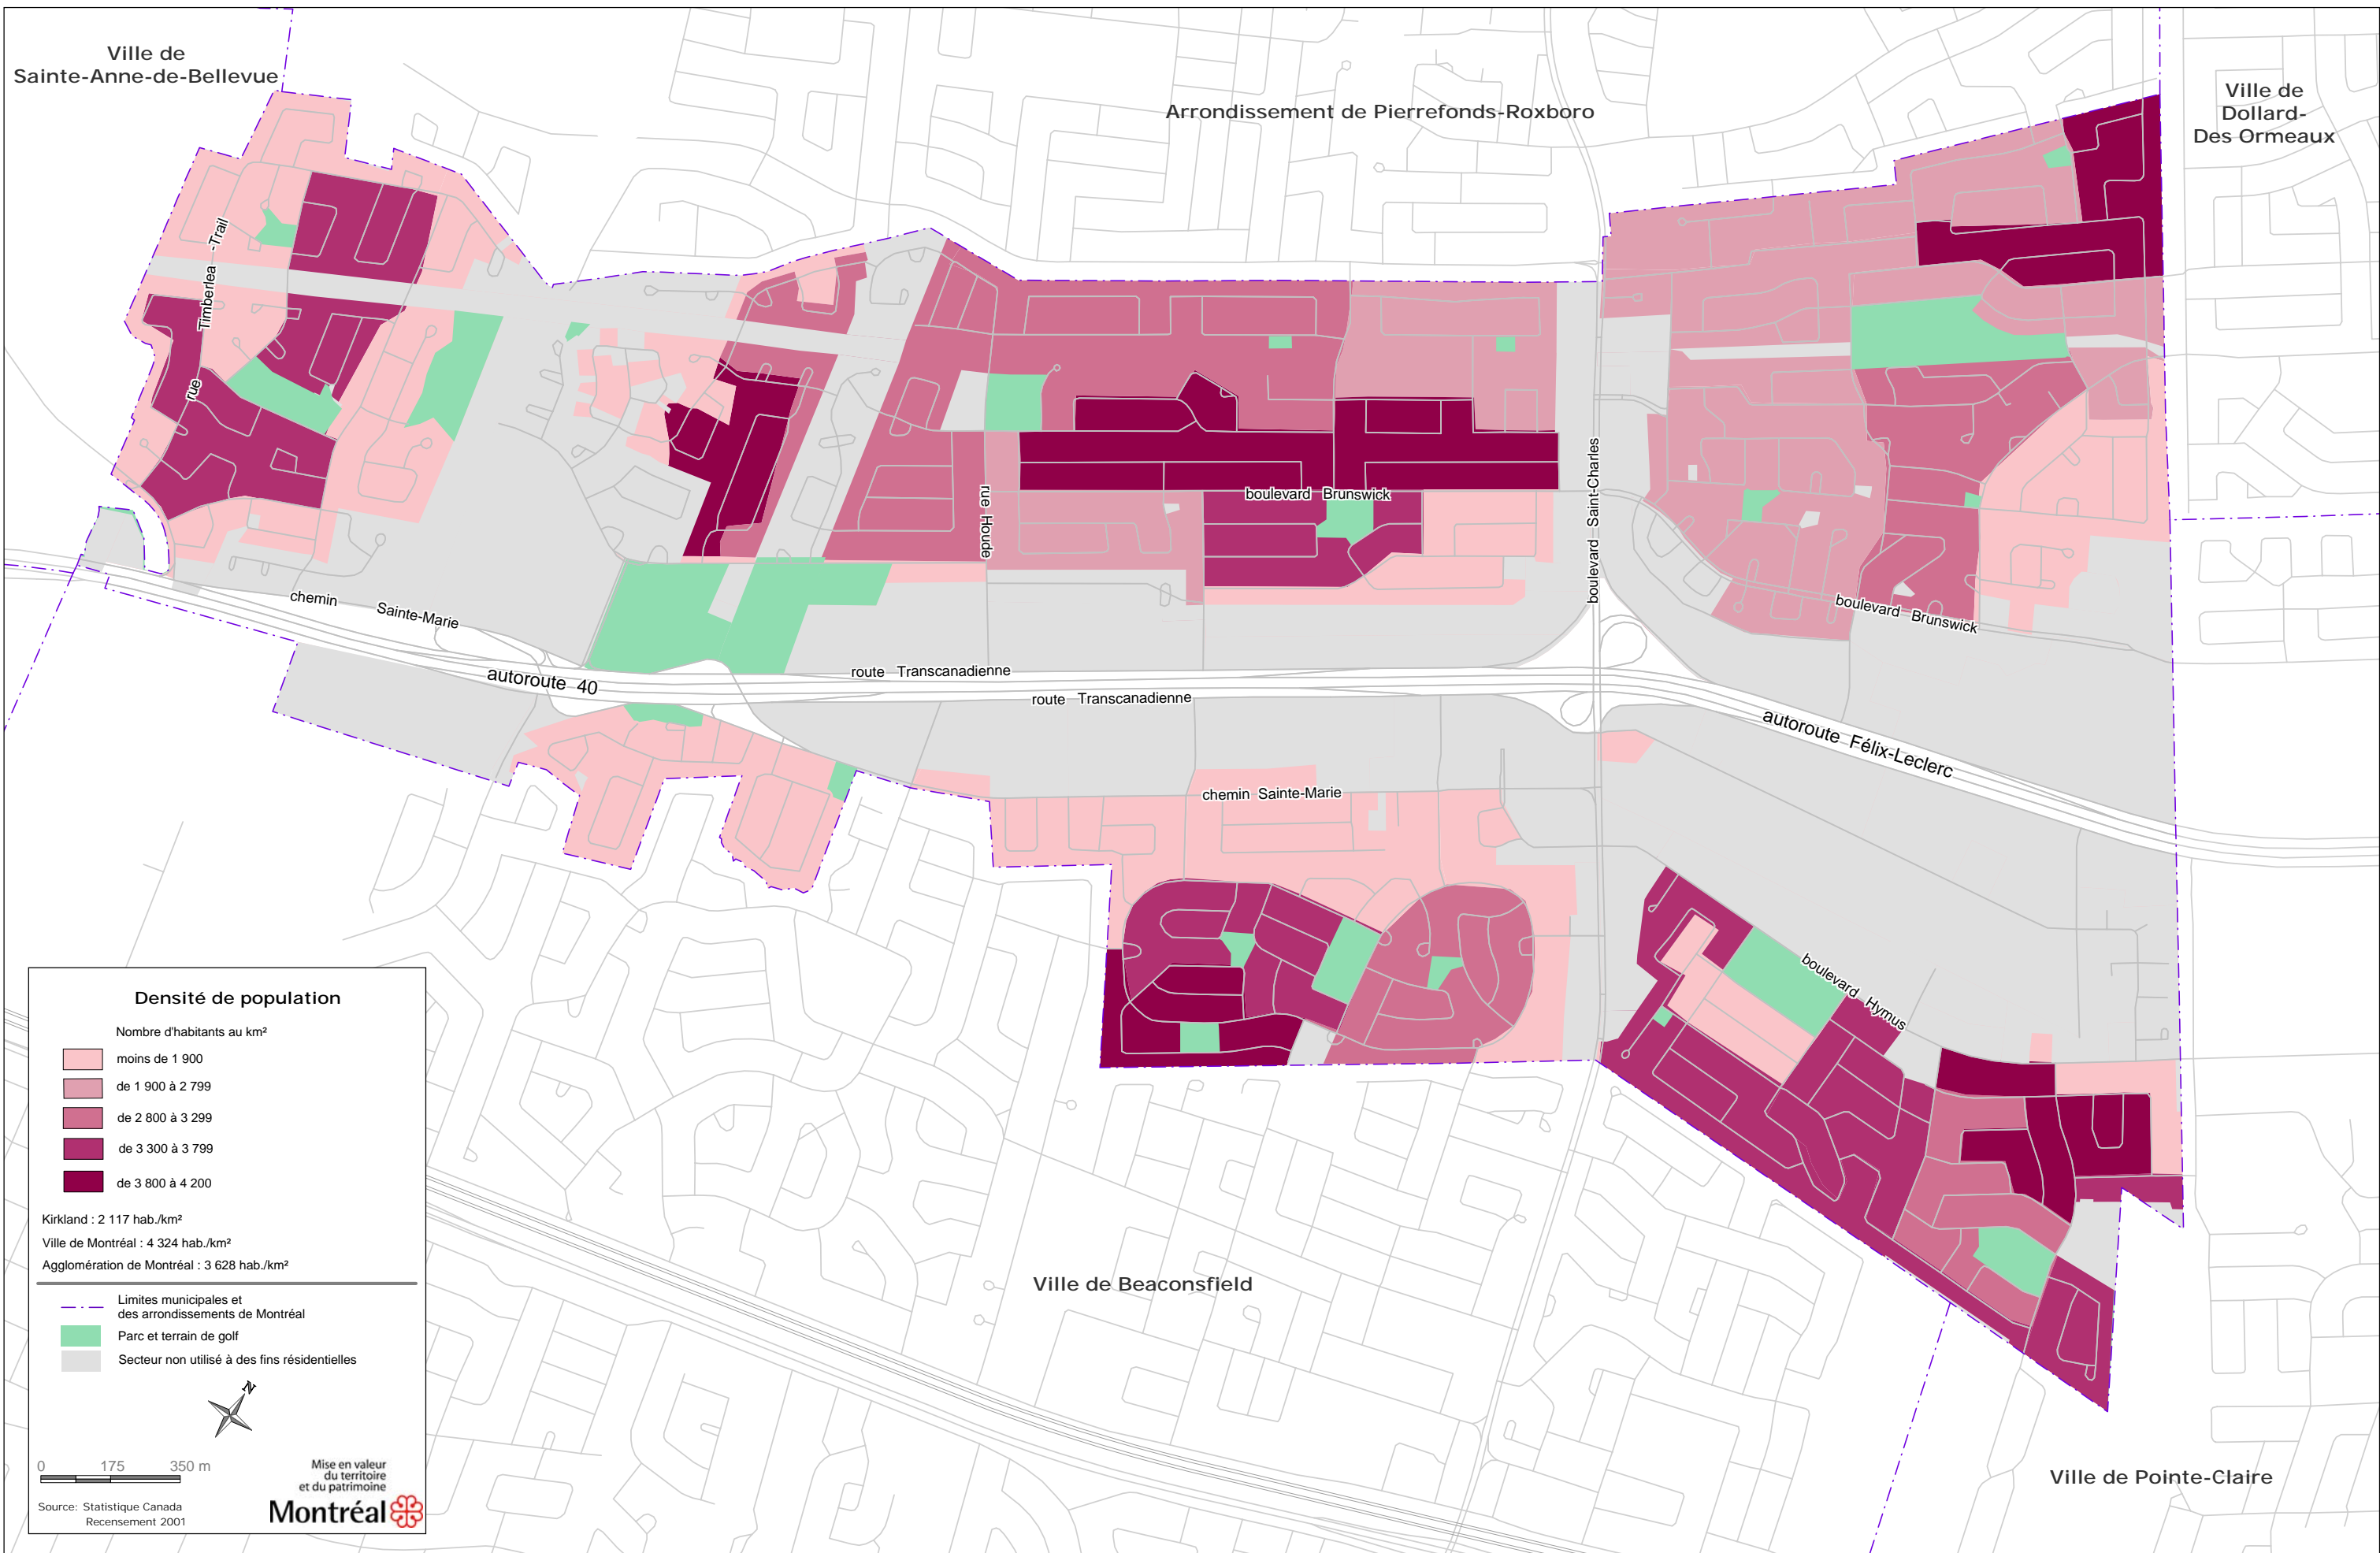 Ville de
Sainte-Anne-de-Bellevue
Arrondissement de Pierrefonds-Roxboro
Ville de
Dollard-
Des Ormeaux
rue Timberlea -Trail
rue Houde
boulevard Brunswick
boulevard Saint-Charles
boulevard Brunswick
chemin Sainte-Marie
autoroute 40
route Transcanadienne
route Transcanadienne
autoroute Félix-Leclerc
chemin Sainte-Marie
boulevard Hymus
Ville de Beaconsfield
Ville de Pointe-Claire
Densité de population
Nombre d'habitants au km²
moins de 1 900
de 1 900 à 2 799
de 2 800 à 3 299
de 3 300 à 3 799
de 3 800 à 4 200
Kirkland : 2 117 hab./km²
Ville de Montréal : 4 324 hab./km²
Agglomération de Montréal : 3 628 hab./km²
Limites municipales et
des arrondissements de Montréal
Parc et terrain de golf
Secteur non utilisé à des fins résidentielles
N
0 175 350 m
Mise en valeur
du territoire
et du patrimoine
Montréal
Source: Statistique Canada
Recensement 2001